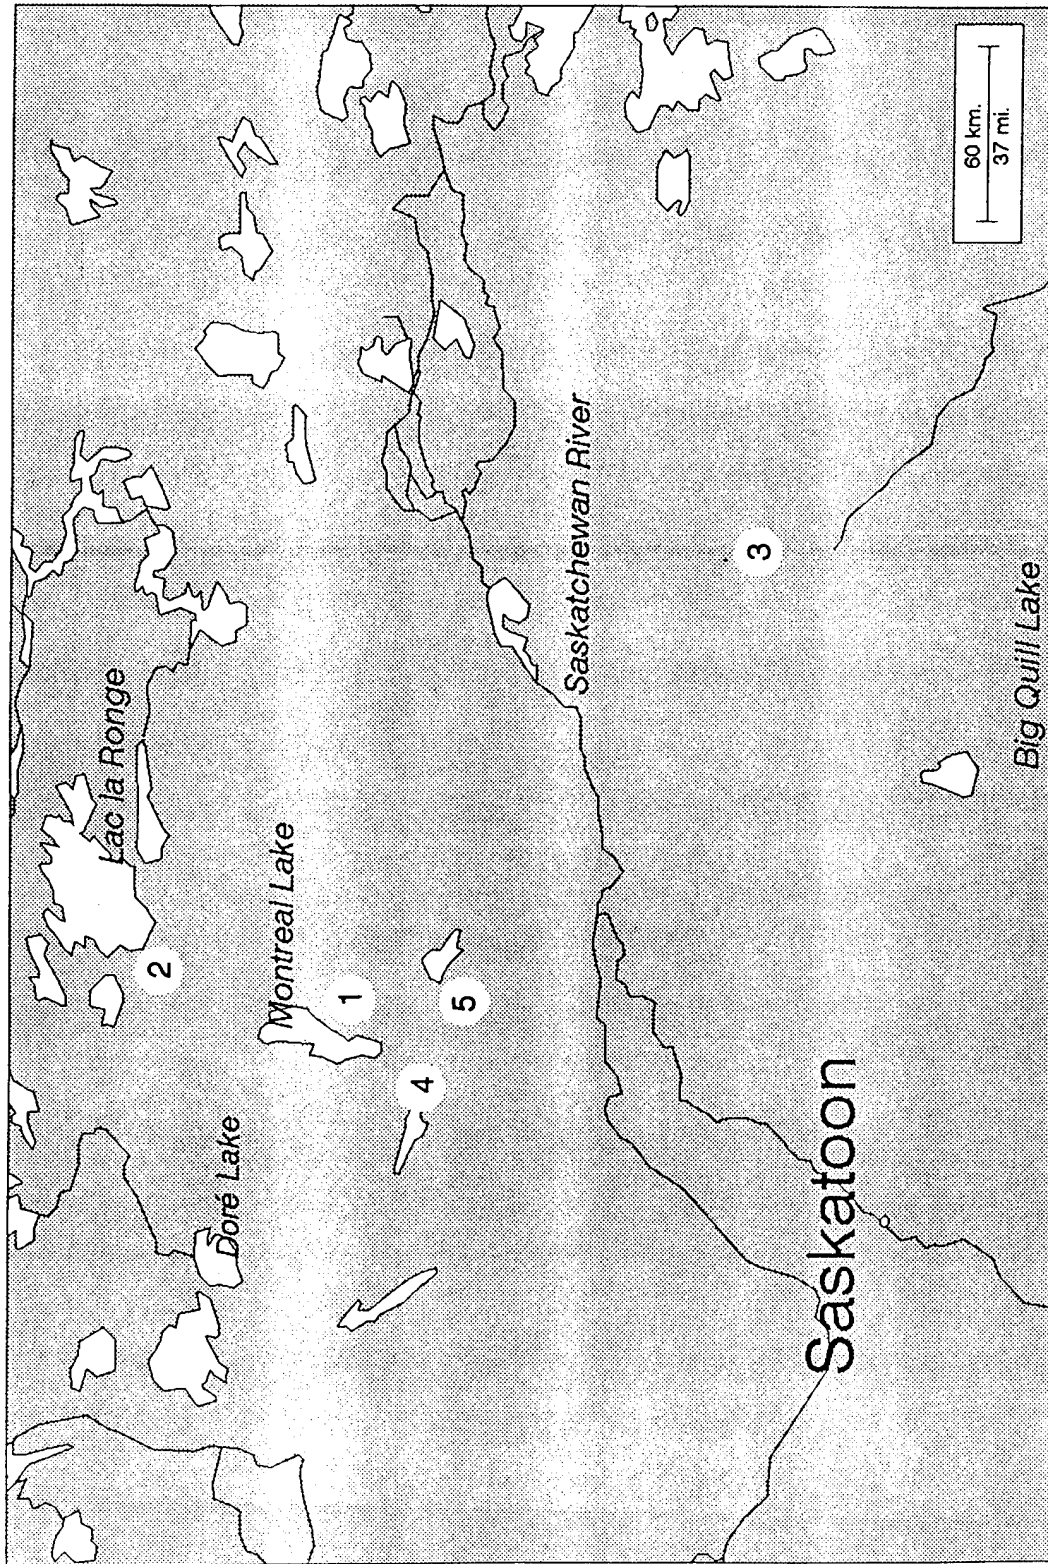 Lac la Ronge
2
Doré Lake
Montreal Lake
1
4
5
Saskatchewan River
3
Saskatoon
Big Quill Lake
60 km.
37 mi.